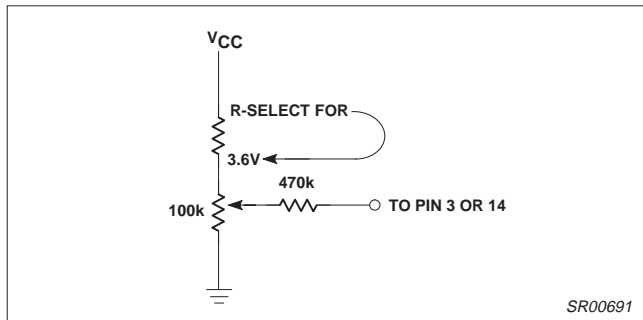 VCC
R-SELECT FOR
3.6V
470k
100k
TO PIN 3 OR 14
SR00691